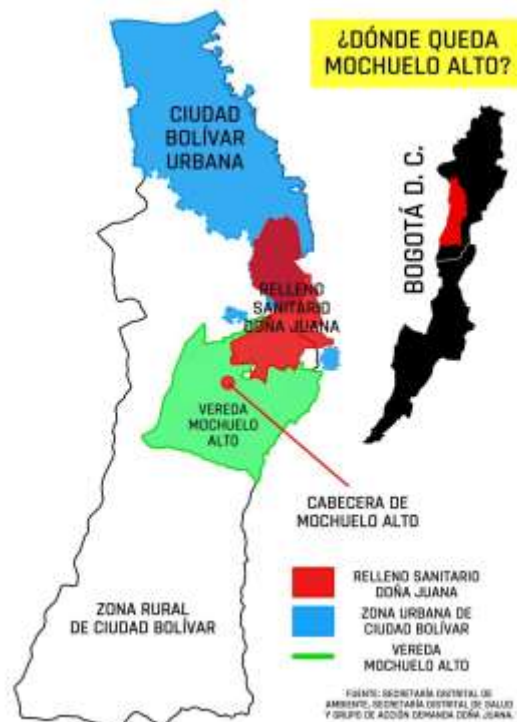 ¿DÓNDE QUEDA
MOCHUELO ALTO?
CIUDAD
BOLÍVAR
URBANA
BOGOTÁ D. C.
RELLENO
SANITARIO
DOÑA JUANA
VEREDA
MOCHUELO
ALTO
CABECERA DE
MOCHUELO ALTO
ZONA RURAL
DE CIUDAD BOLÍVAR
RELLENO SANITARIO
DOÑA JUANA
ZONA URBANA DE
CIUDAD BOLÍVAR
VEREDA
MOCHUELO ALTO
FUENTE: SECRETARÍA DISTRITAL DE
AMBIENTE, SECRETARÍA DISTRITAL DE SALUD
Y GRUPO DE ACCIÓN DEMANDA DOÑA JUANA.